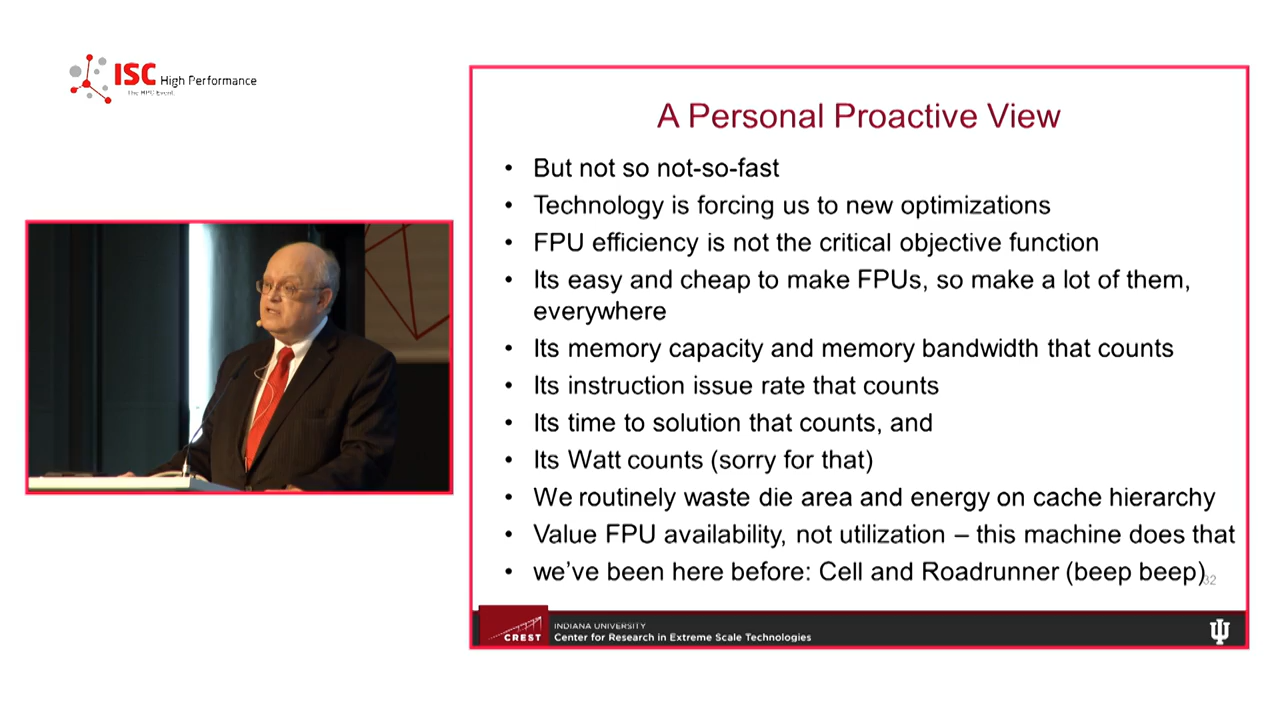 ISC High Performance
The HPC Event.
A Personal Proactive View
• But not so not-so-fast
• Technology is forcing us to new optimizations
• FPU efficiency is not the critical objective function
• Its easy and cheap to make FPUs, so make a lot of them,
everywhere
• Its memory capacity and memory bandwidth that counts
• Its instruction issue rate that counts
• Its time to solution that counts, and
• Its Watt counts (sorry for that)
• We routinely waste die area and energy on cache hierarchy
• Value FPU availability, not utilization – this machine does that
• we’ve been here before: Cell and Roadrunner (beep beep)
32
CREST
INDIANA UNIVERSITY
Center for Research in Extreme Scale Technologies